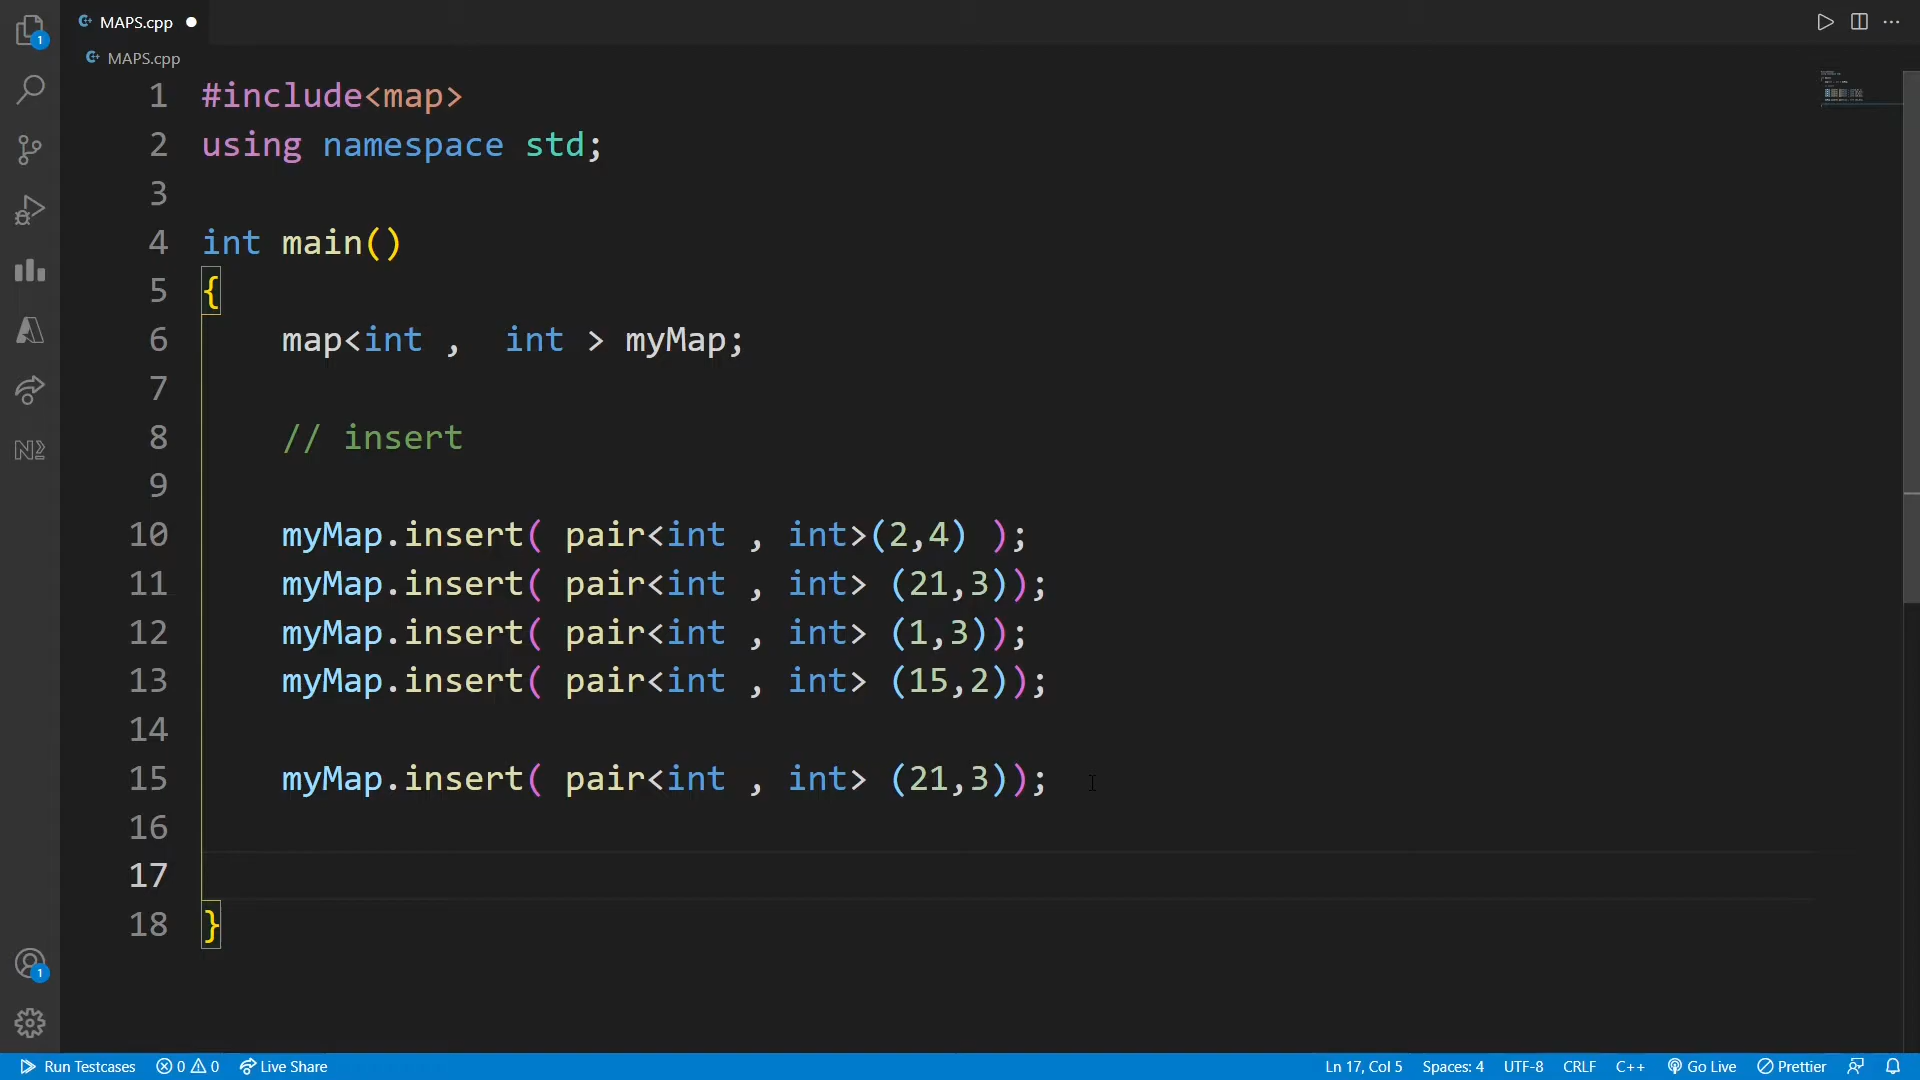 MAPS.cpp
MAPS.cpp
1 #include<map>
2 using namespace std;
3
4 int main()
5 {
6 map<int ,  int > myMap;
7
8 // insert
9
10 myMap.insert( pair<int , int>(2,4) );
11 myMap.insert( pair<int , int> (21,3));
12 myMap.insert( pair<int , int> (1,3));
13 myMap.insert( pair<int , int> (15,2));
14
15 myMap.insert( pair<int , int> (21,3));
16
17
18 }
1
1
Run Testcases 0 0 Live Share Ln 17, Col 5 Spaces: 4 UTF-8 CRLF C++ Go Live Prettier